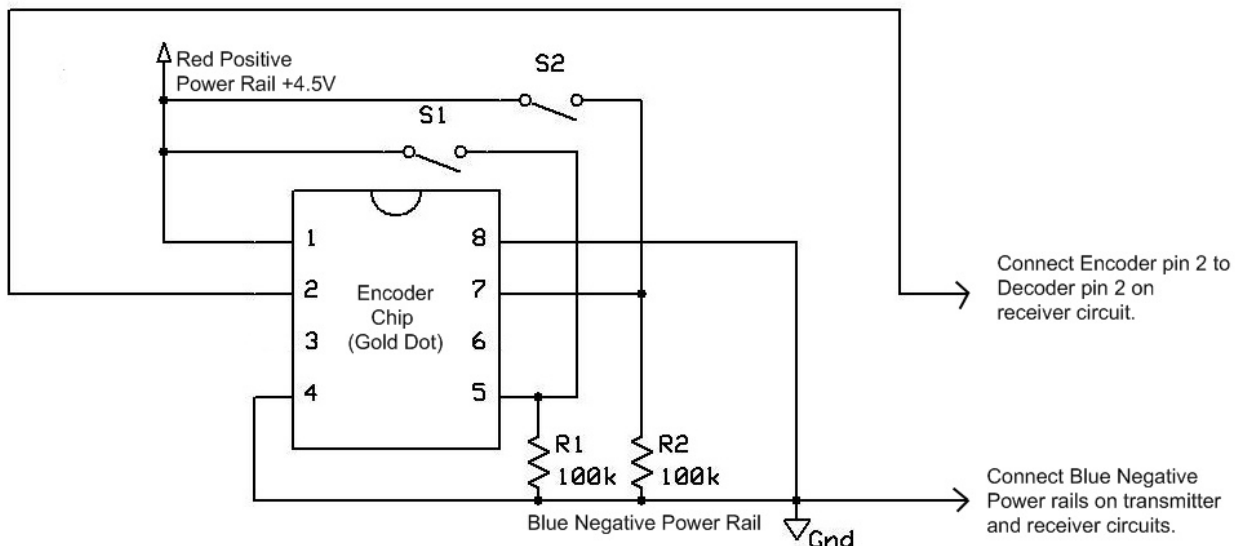 Red Positive
Power Rail +4.5V
S2
S1
1
8
2
7
3
6
4
5
Encoder
Chip
(Gold Dot)
Connect Encoder pin 2 to
Decoder pin 2 on
receiver circuit.
R1
100k
R2
100k
Blue Negative Power Rail
Gnd
Connect Blue Negative
Power rails on transmitter
and receiver circuits.